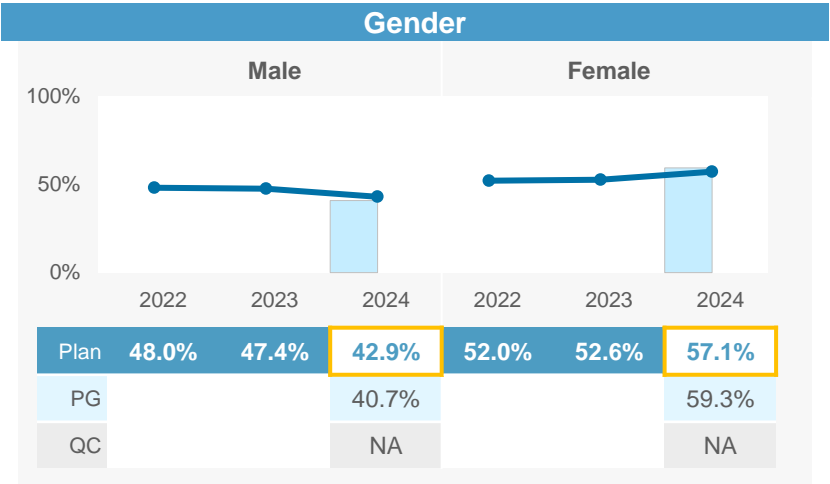 Gender
Male Female
100%
50%
0%
2022 2023 2024 2022 2023 2024
Plan 48.0% 47.4% 42.9% 52.0% 52.6% 57.1%
PG 40.7% 59.3%
QC NA NA